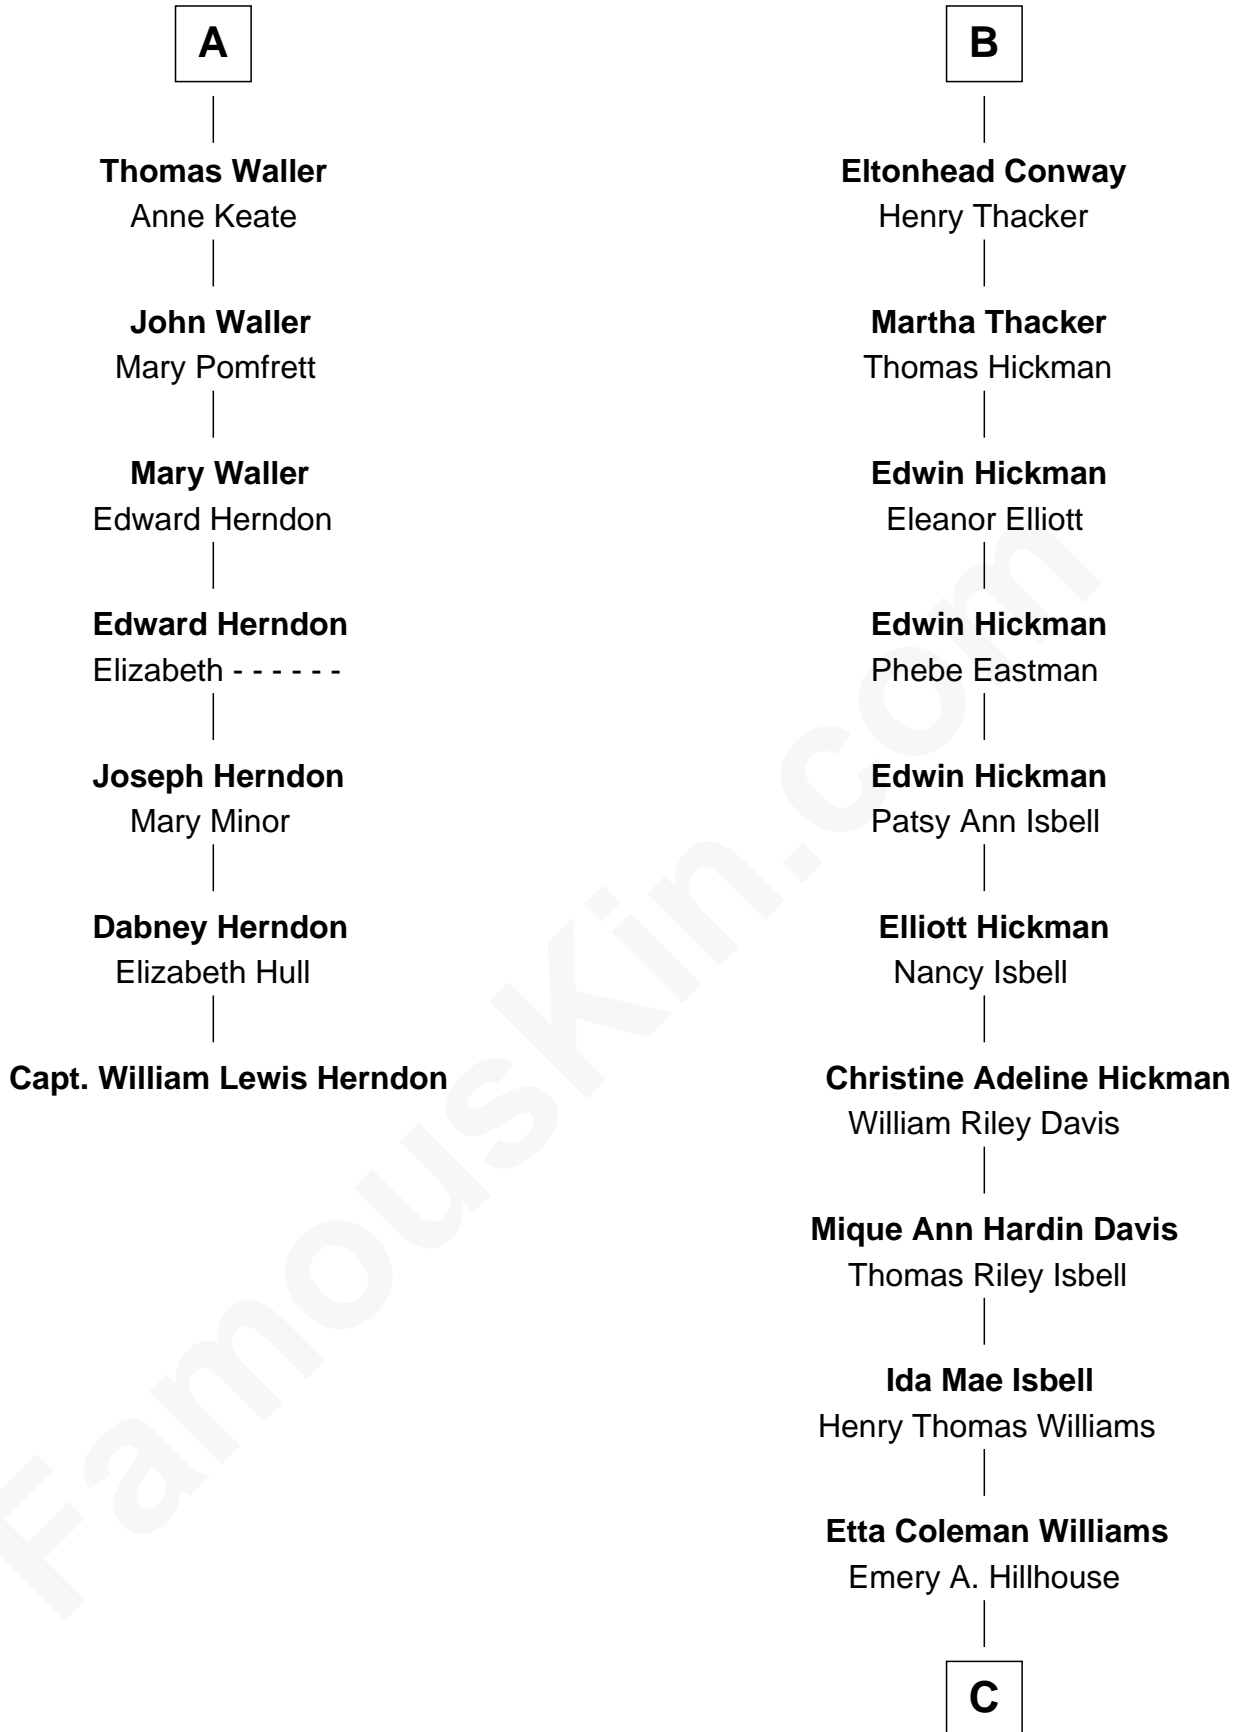 A
Thomas Waller
Anne Keate
John Waller
Mary Pomfrett
Mary Waller
Edward Herndon
Edward Herndon
Elizabeth - - - - - -
Joseph Herndon
Mary Minor
Dabney Herndon
Elizabeth Hull
Capt. William Lewis Herndon
B
Eltonhead Conway
Henry Thacker
Martha Thacker
Thomas Hickman
Edwin Hickman
Eleanor Elliott
Edwin Hickman
Phebe Eastman
Edwin Hickman
Patsy Ann Isbell
Elliott Hickman
Nancy Isbell
Christine Adeline Hickman
William Riley Davis
Mique Ann Hardin Davis
Thomas Riley Isbell
Ida Mae Isbell
Henry Thomas Williams
Etta Coleman Williams
Emery A. Hillhouse
C
FamousKin.com